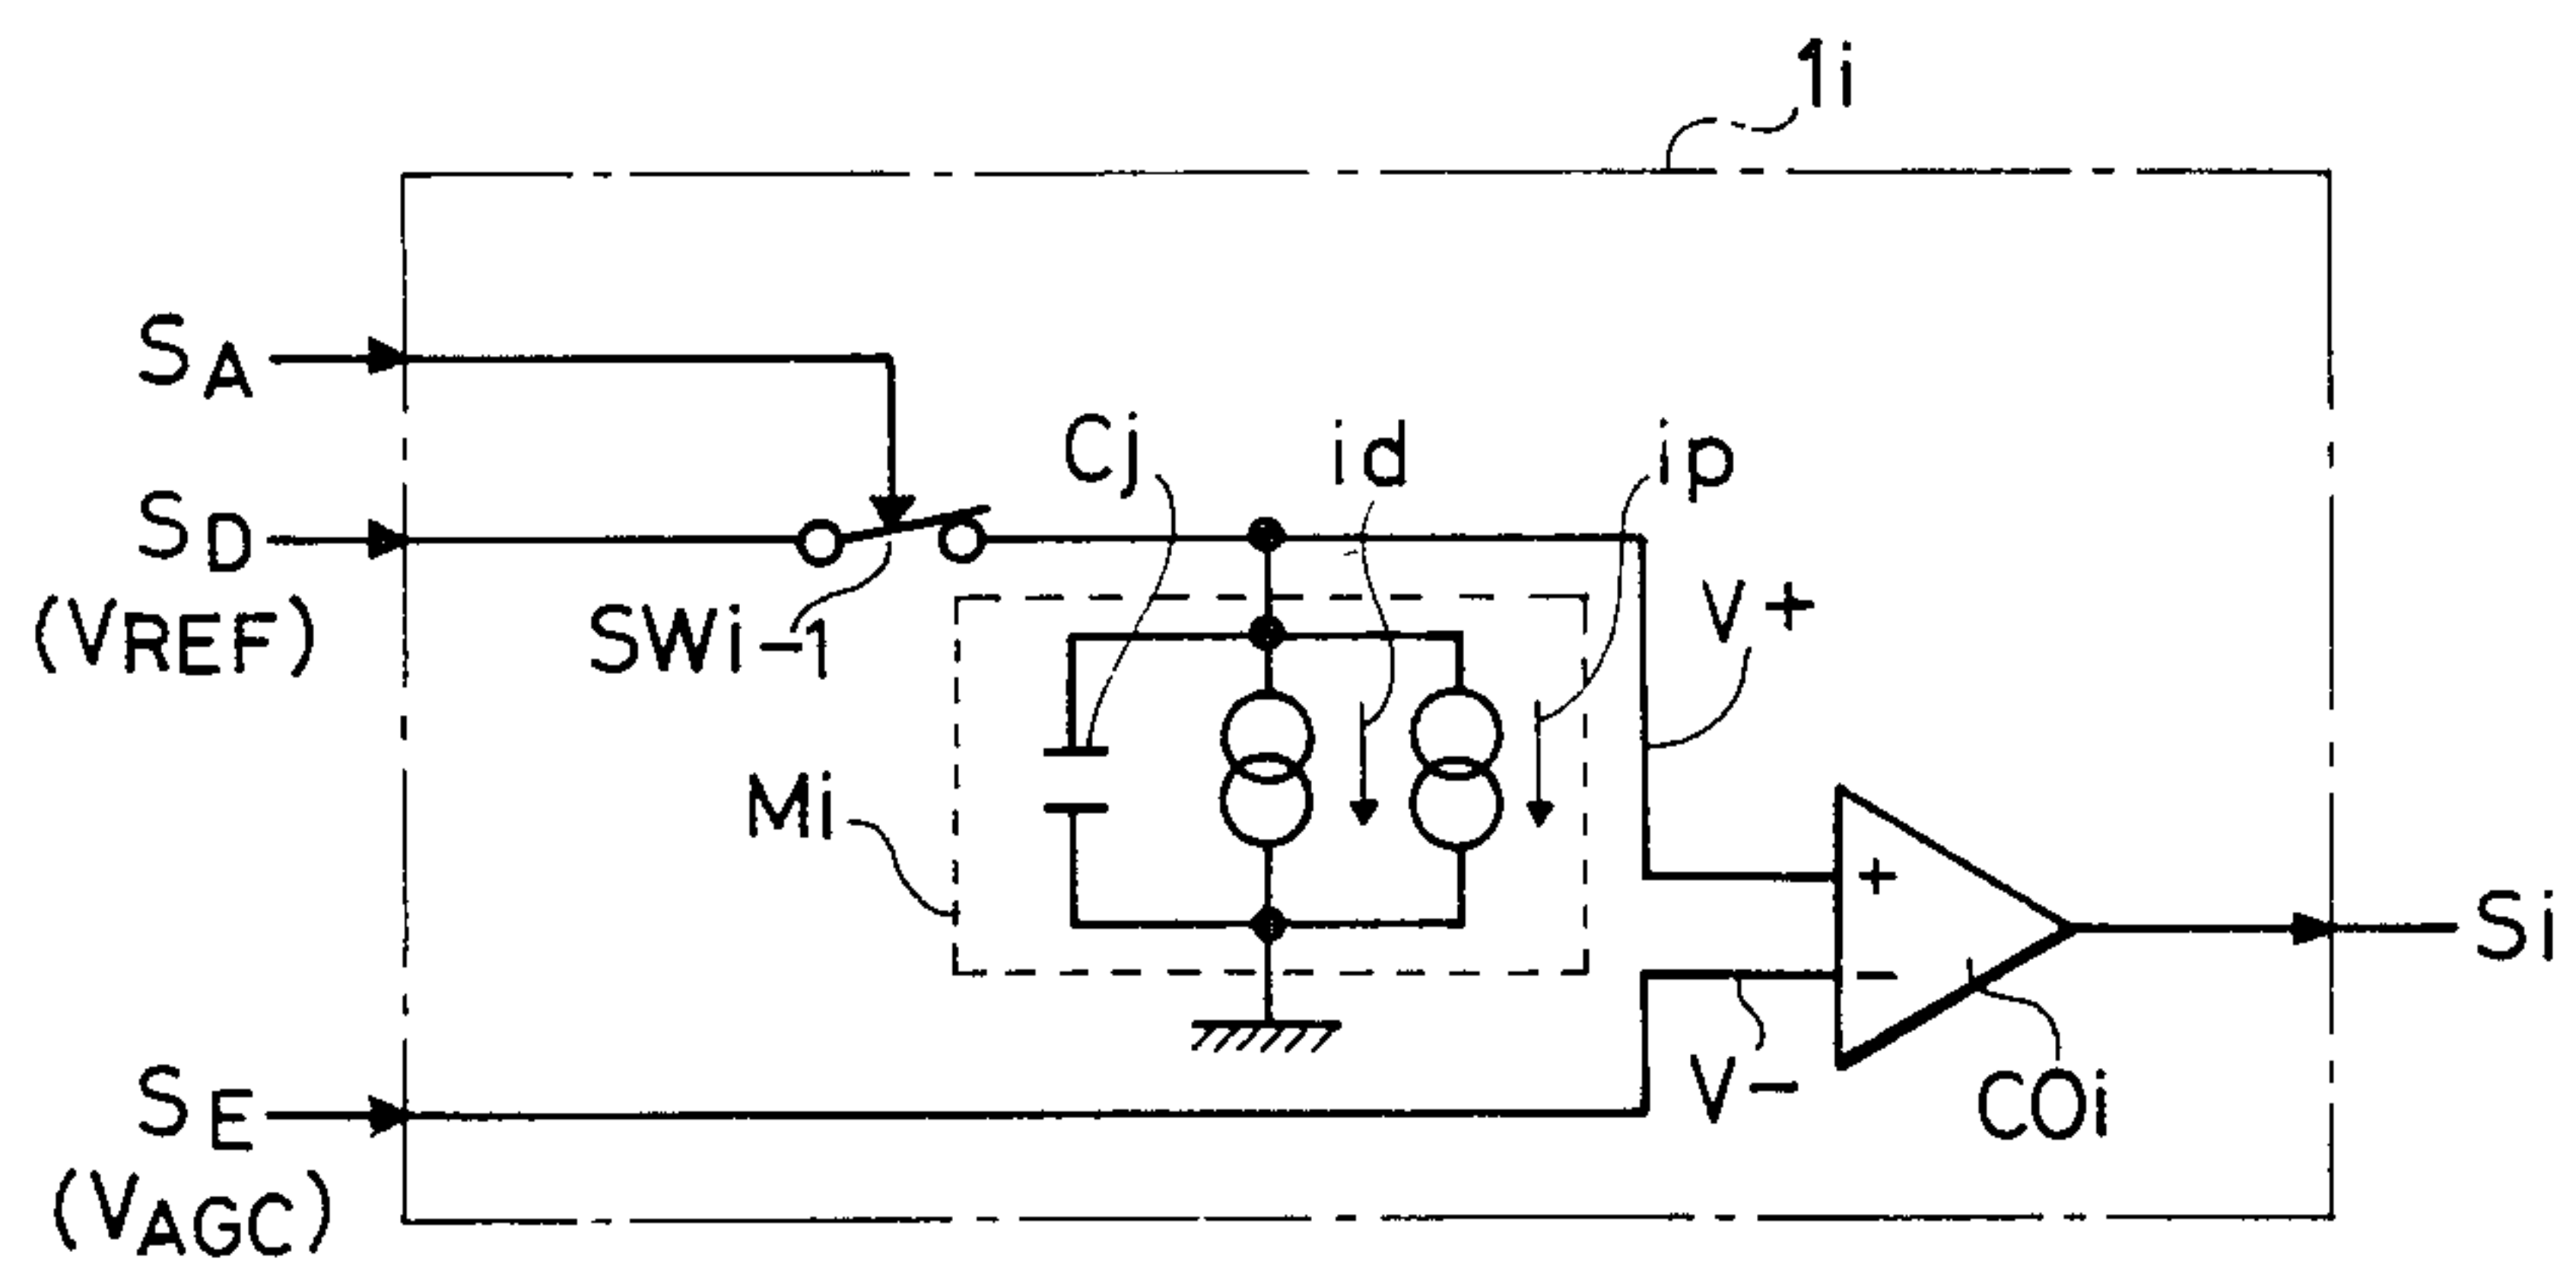 1i
SA
Cj
id
ip
SD
(VREF)
SWi-1
V+
Mi
+
Si
-
V-
SE
COi
(VAGC)